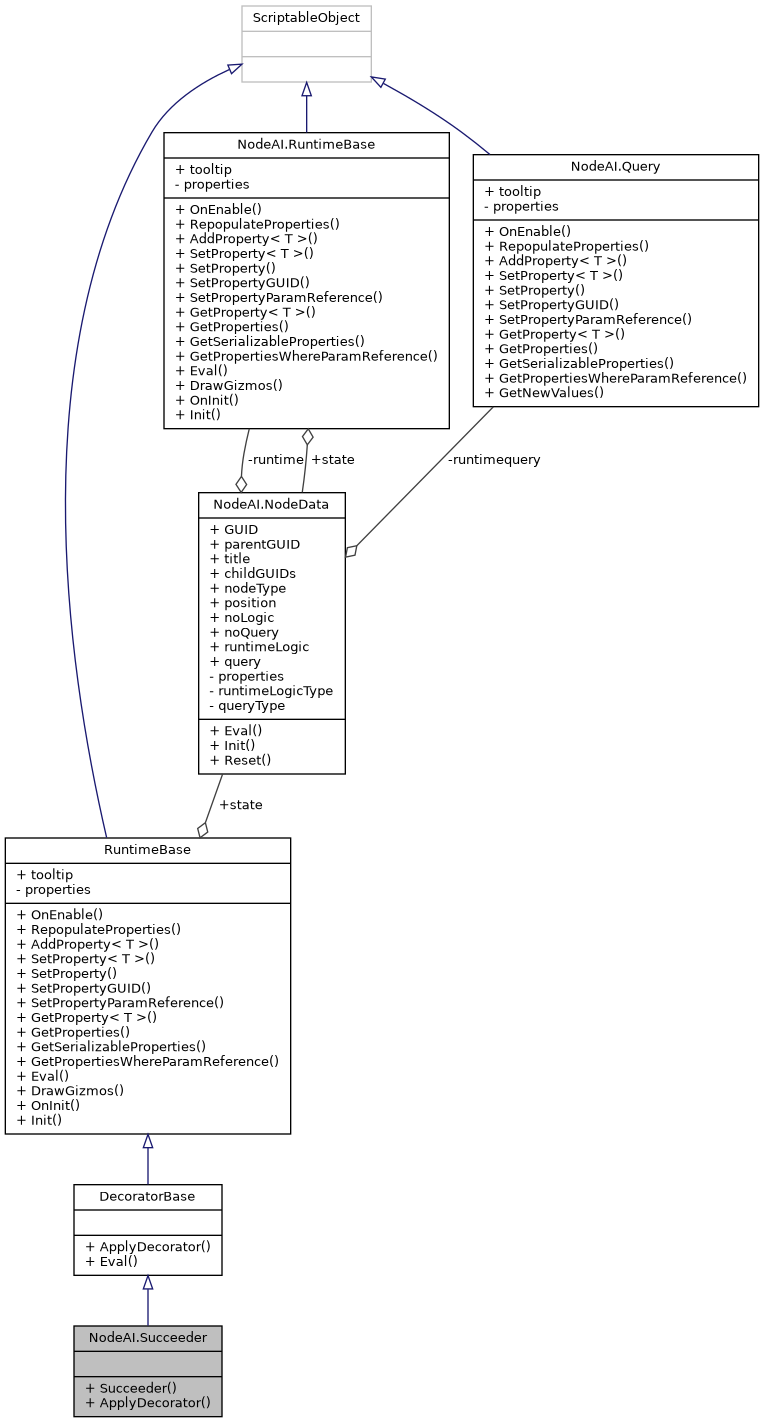 ScriptableObject
NodeAI.RuntimeBase
+ tooltip
- properties
+ OnEnable()
+ RepopulateProperties()
+ AddProperty< T >()
+ SetProperty< T >()
+ SetProperty()
+ SetPropertyGUID()
+ SetPropertyParamReference()
+ GetProperty< T >()
+ GetProperties()
+ GetSerializableProperties()
+ GetPropertiesWhereParamReference()
+ Eval()
+ DrawGizmos()
+ OnInit()
+ Init()
NodeAI.Query
+ tooltip
- properties
+ OnEnable()
+ RepopulateProperties()
+ AddProperty< T >()
+ SetProperty< T >()
+ SetProperty()
+ SetPropertyGUID()
+ SetPropertyParamReference()
+ GetProperty< T >()
+ GetProperties()
+ GetSerializableProperties()
+ GetPropertiesWhereParamReference()
+ GetNewValues()
-runtime
+state
-runtimequery
NodeAI.NodeData
+ GUID
+ parentGUID
+ title
+ childGUIDs
+ nodeType
+ position
+ noLogic
+ noQuery
+ runtimeLogic
+ query
- properties
- runtimeLogicType
- queryType
+ Eval()
+ Init()
+ Reset()
+state
RuntimeBase
+ tooltip
- properties
+ OnEnable()
+ RepopulateProperties()
+ AddProperty< T >()
+ SetProperty< T >()
+ SetProperty()
+ SetPropertyGUID()
+ SetPropertyParamReference()
+ GetProperty< T >()
+ GetProperties()
+ GetSerializableProperties()
+ GetPropertiesWhereParamReference()
+ Eval()
+ DrawGizmos()
+ OnInit()
+ Init()
DecoratorBase
+ ApplyDecorator()
+ Eval()
NodeAI.Succeeder
+ Succeeder()
+ ApplyDecorator()